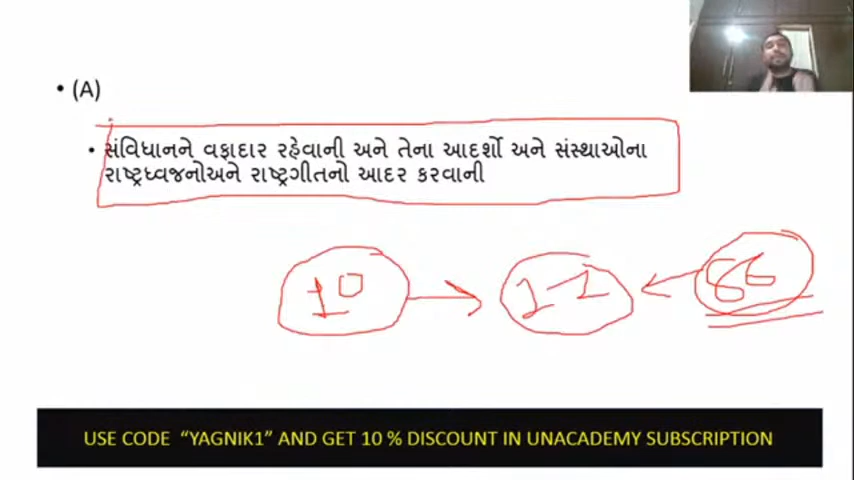 • (A)
• સંવિધાનને વફાદાર રહેવાની અને તેના આદર્શો અને સંસ્થાઓના
રાષ્ટ્રધ્વજનોઅને રાષ્ટ્રગીતનો આદર કરવાની
10 → 11 ← 86
USE CODE “YAGNIK1” AND GET 10 % DISCOUNT IN UNACADEMY SUBSCRIPTION